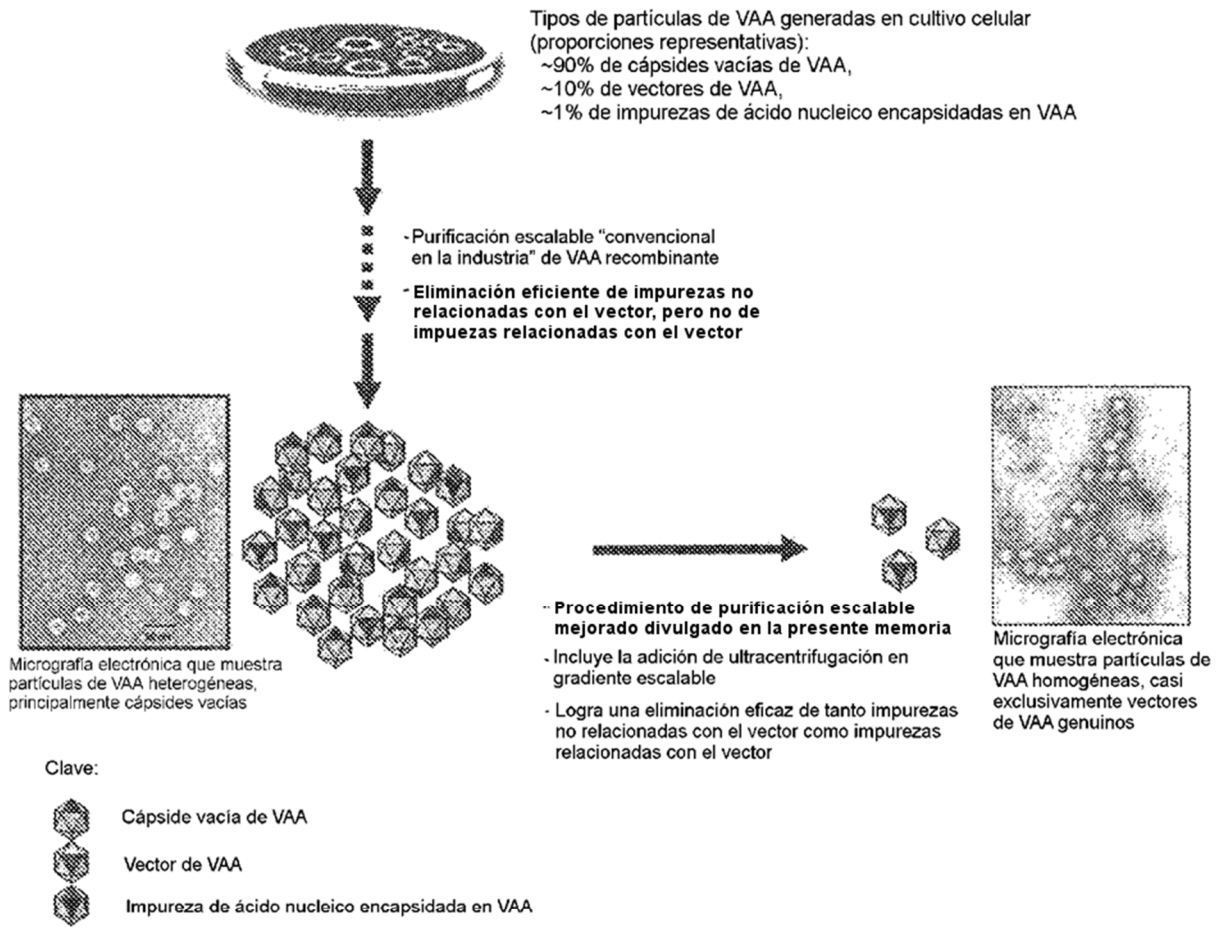 Tipos de partículas de VAA generadas en cultivo celular
(proporciones representativas):
~90% de cápsides vacías de VAA,
~10% de vectores de VAA,
~1% de impurezas de ácido nucleico encapsidadas en VAA
- Purificación escalable “convencional
en la industria” de VAA recombinante
- Eliminación eficiente de impurezas no
relacionadas con el vector, pero no de
impuezas relacionadas con el vector
Micrografía electrónica que muestra
partículas de VAA heterogéneas,
principalmente cápsides vacías
- Procedimiento de purificación escalable
mejorado divulgado en la presente memoria
- Incluye la adición de ultracentrifugación en
gradiente escalable
- Logra una eliminación eficaz de tanto impurezas
no relacionadas con el vector como impurezas
relacionadas con el vector
Micrografía electrónica
que muestra partículas de
VAA homogéneas, casi
exclusivamente vectores
de VAA genuinos
Clave:
Cápside vacía de VAA
Vector de VAA
Impureza de ácido nucleico encapsidada en VAA